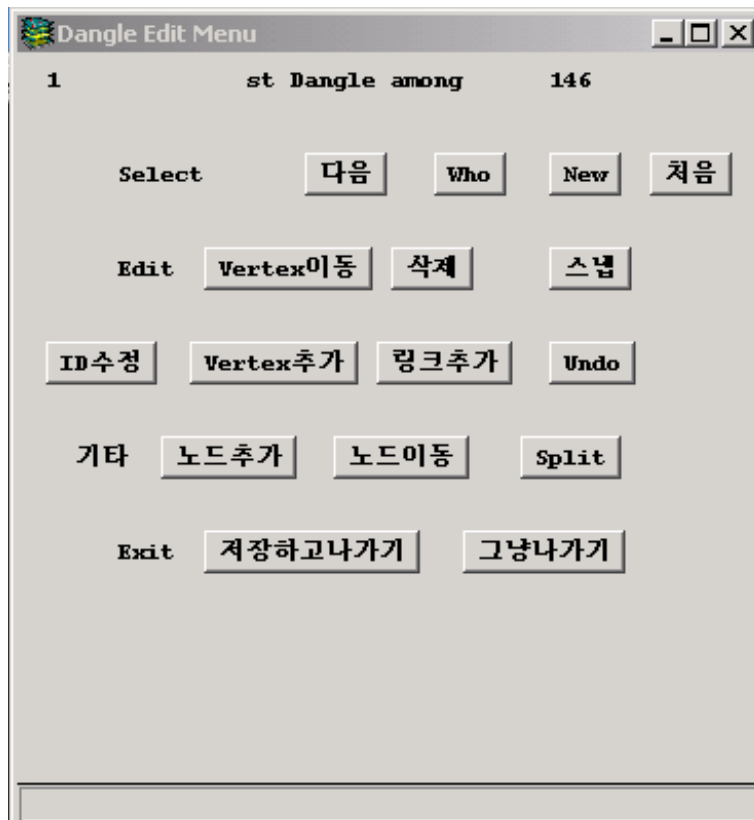 Dangle Edit Menu
1 st Dangle among 146
Select 다음 Who New 처음
Edit Vertex이동 삭제 스냅
ID수정 Vertex추가 링크추가 Undo
기타 노드추가 노드이동 Split
Exit 저장하고나가기 그냥나가기